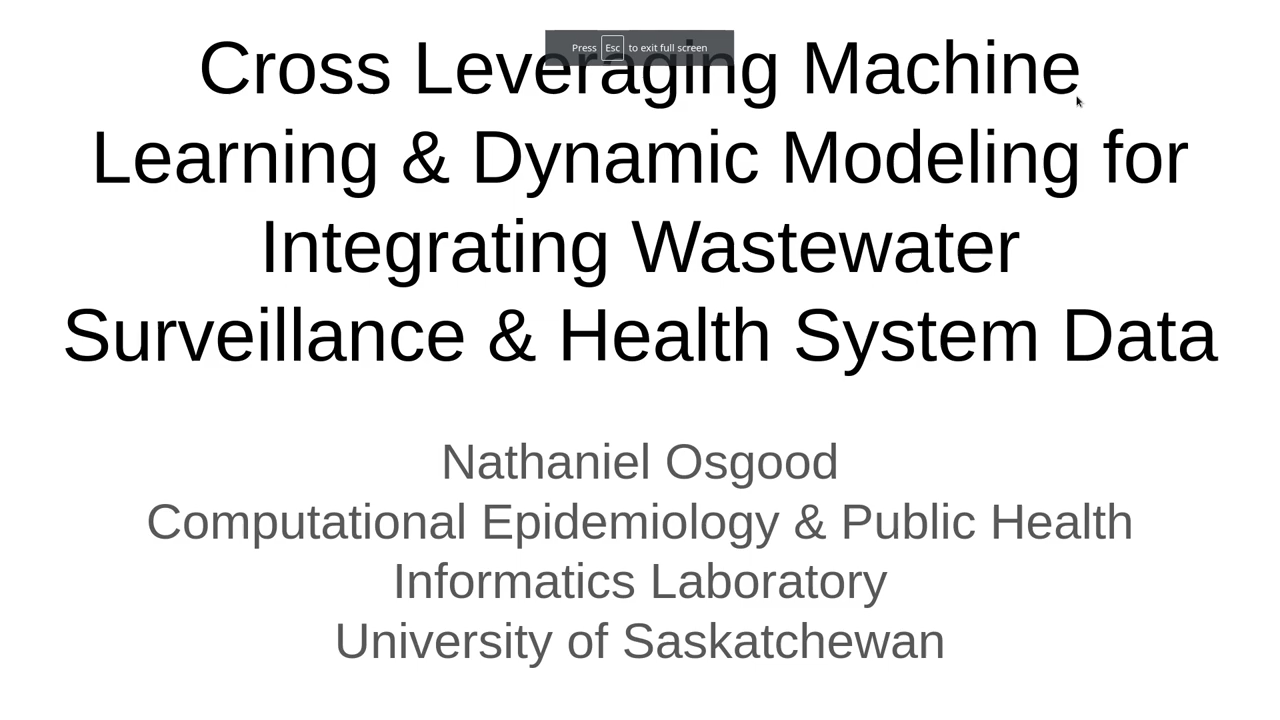 Press Esc to exit full screen
Cross Leveraging Machine
Learning & Dynamic Modeling for
Integrating Wastewater
Surveillance & Health System Data
Nathaniel Osgood
Computational Epidemiology & Public Health
Informatics Laboratory
University of Saskatchewan